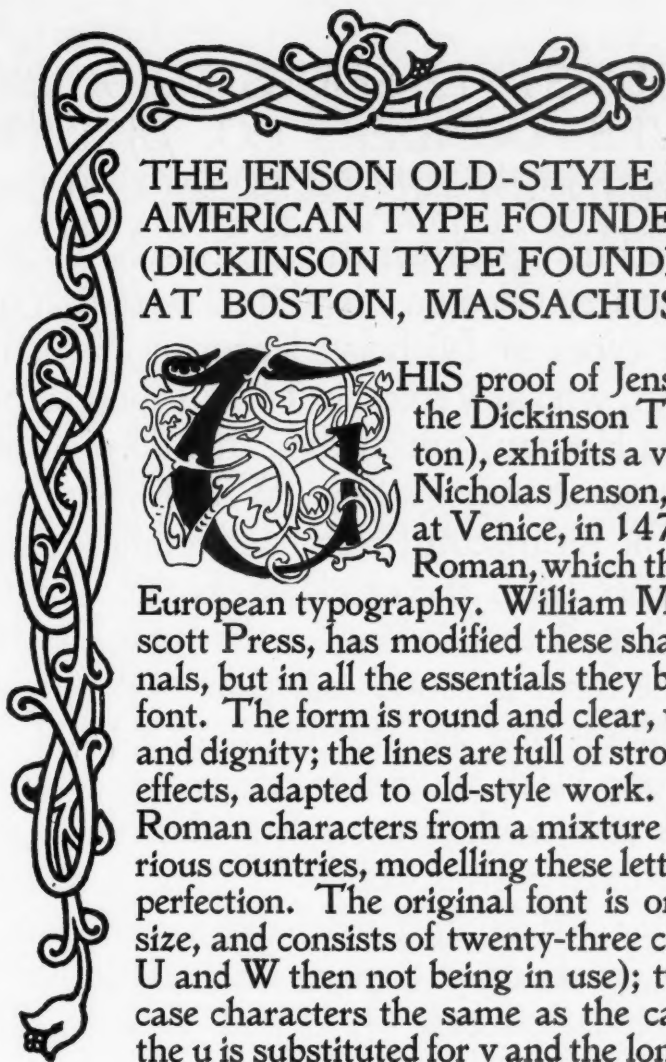 THE JENSON OLD-STYLE
AMERICAN TYPE FOUNDE
(DICKINSON TYPE FOUND
AT BOSTON, MASSACHUS
THIS proof of Jens
the Dickinson T
ton), exhibits a v
Nicholas Jenson,
at Venice, in 147
Roman, which th
European typography. William M
scott Press, has modified these sha
nals, but in all the essentials they b
font. The form is round and clear,
and dignity; the lines are full of stro
effects, adapted to old-style work.
Roman characters from a mixture
rious countries, modelling these lett
perfection. The original font is or
size, and consists of twenty-three c
U and W then not being in use); t
case characters the same as the ca
the u is substituted for v and the lon